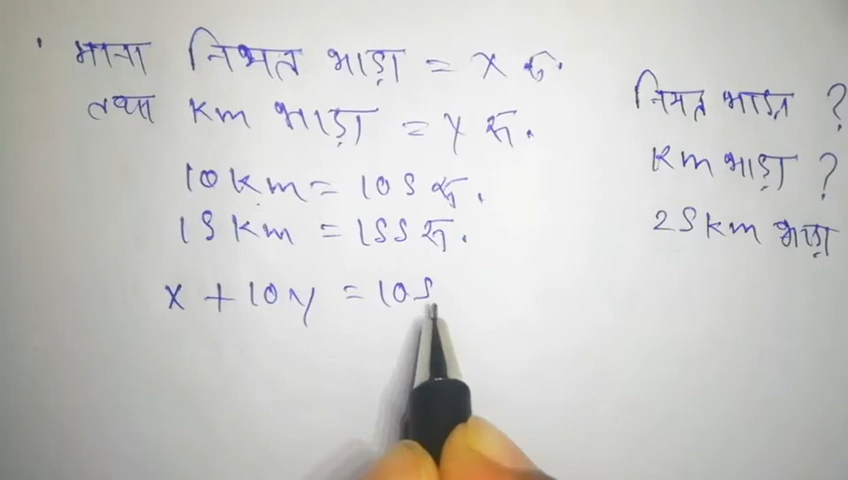 माना नियत भाड़ा = x रु.
तथा km भाड़ा = y रु.
10 km = 105 रु.
15 km = 155 रु.
x + 10y = 105
नियत भाड़ा ?
km भाड़ा ?
25 km भाड़ा